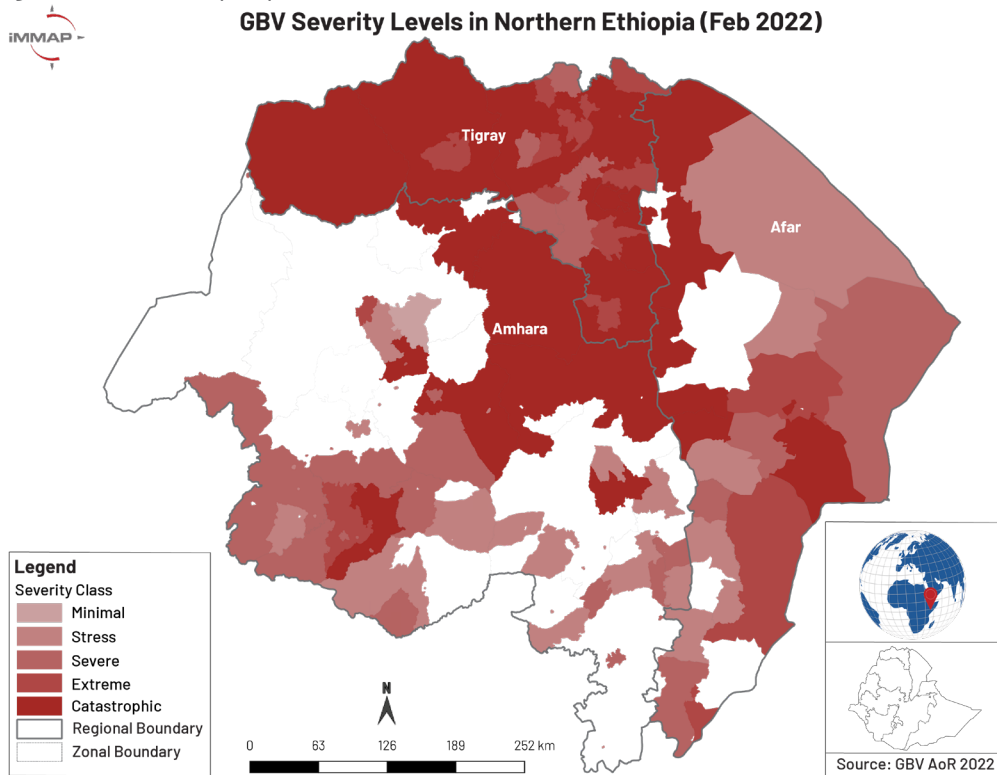 GBV Severity Levels in Northern Ethiopia (Feb 2022)
iMMAP
Tigray
Afar
Amhara
Legend
Severity Class
Minimal
Stress
Severe
Extreme
Catastrophic
Regional Boundary
Zonal Boundary
N
0 63 126 189 252 km
Source: GBV AoR 2022